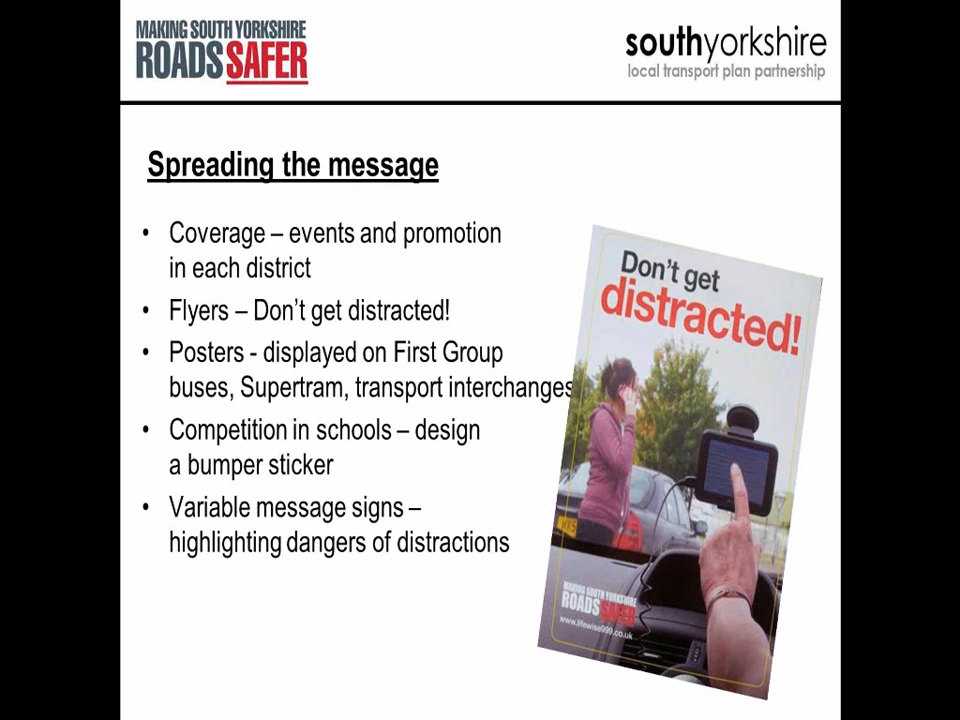 MAKING SOUTH YORKSHIRE
ROADS SAFER
southyorkshire
local transport plan partnership
Spreading the message
• Coverage – events and promotion
in each district
• Flyers – Don't get distracted!
• Posters - displayed on First Group
buses, Supertram, transport interchanges
• Competition in schools – design
a bumper sticker
• Variable message signs –
highlighting dangers of distractions
Don't get
distracted!
MAKING SOUTH YORKSHIRE
ROADS SAFER
www.lifewise999.co.uk